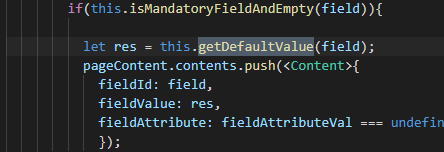 if(this.isMandatoryFieldAndEmpty(field)){
let res = this.getDefaultValue(field);
pageContent.contents.push(<Content>{
fieldId: field,
fieldValue: res,
fieldAttribute: fieldAttributeVal === undefin
});